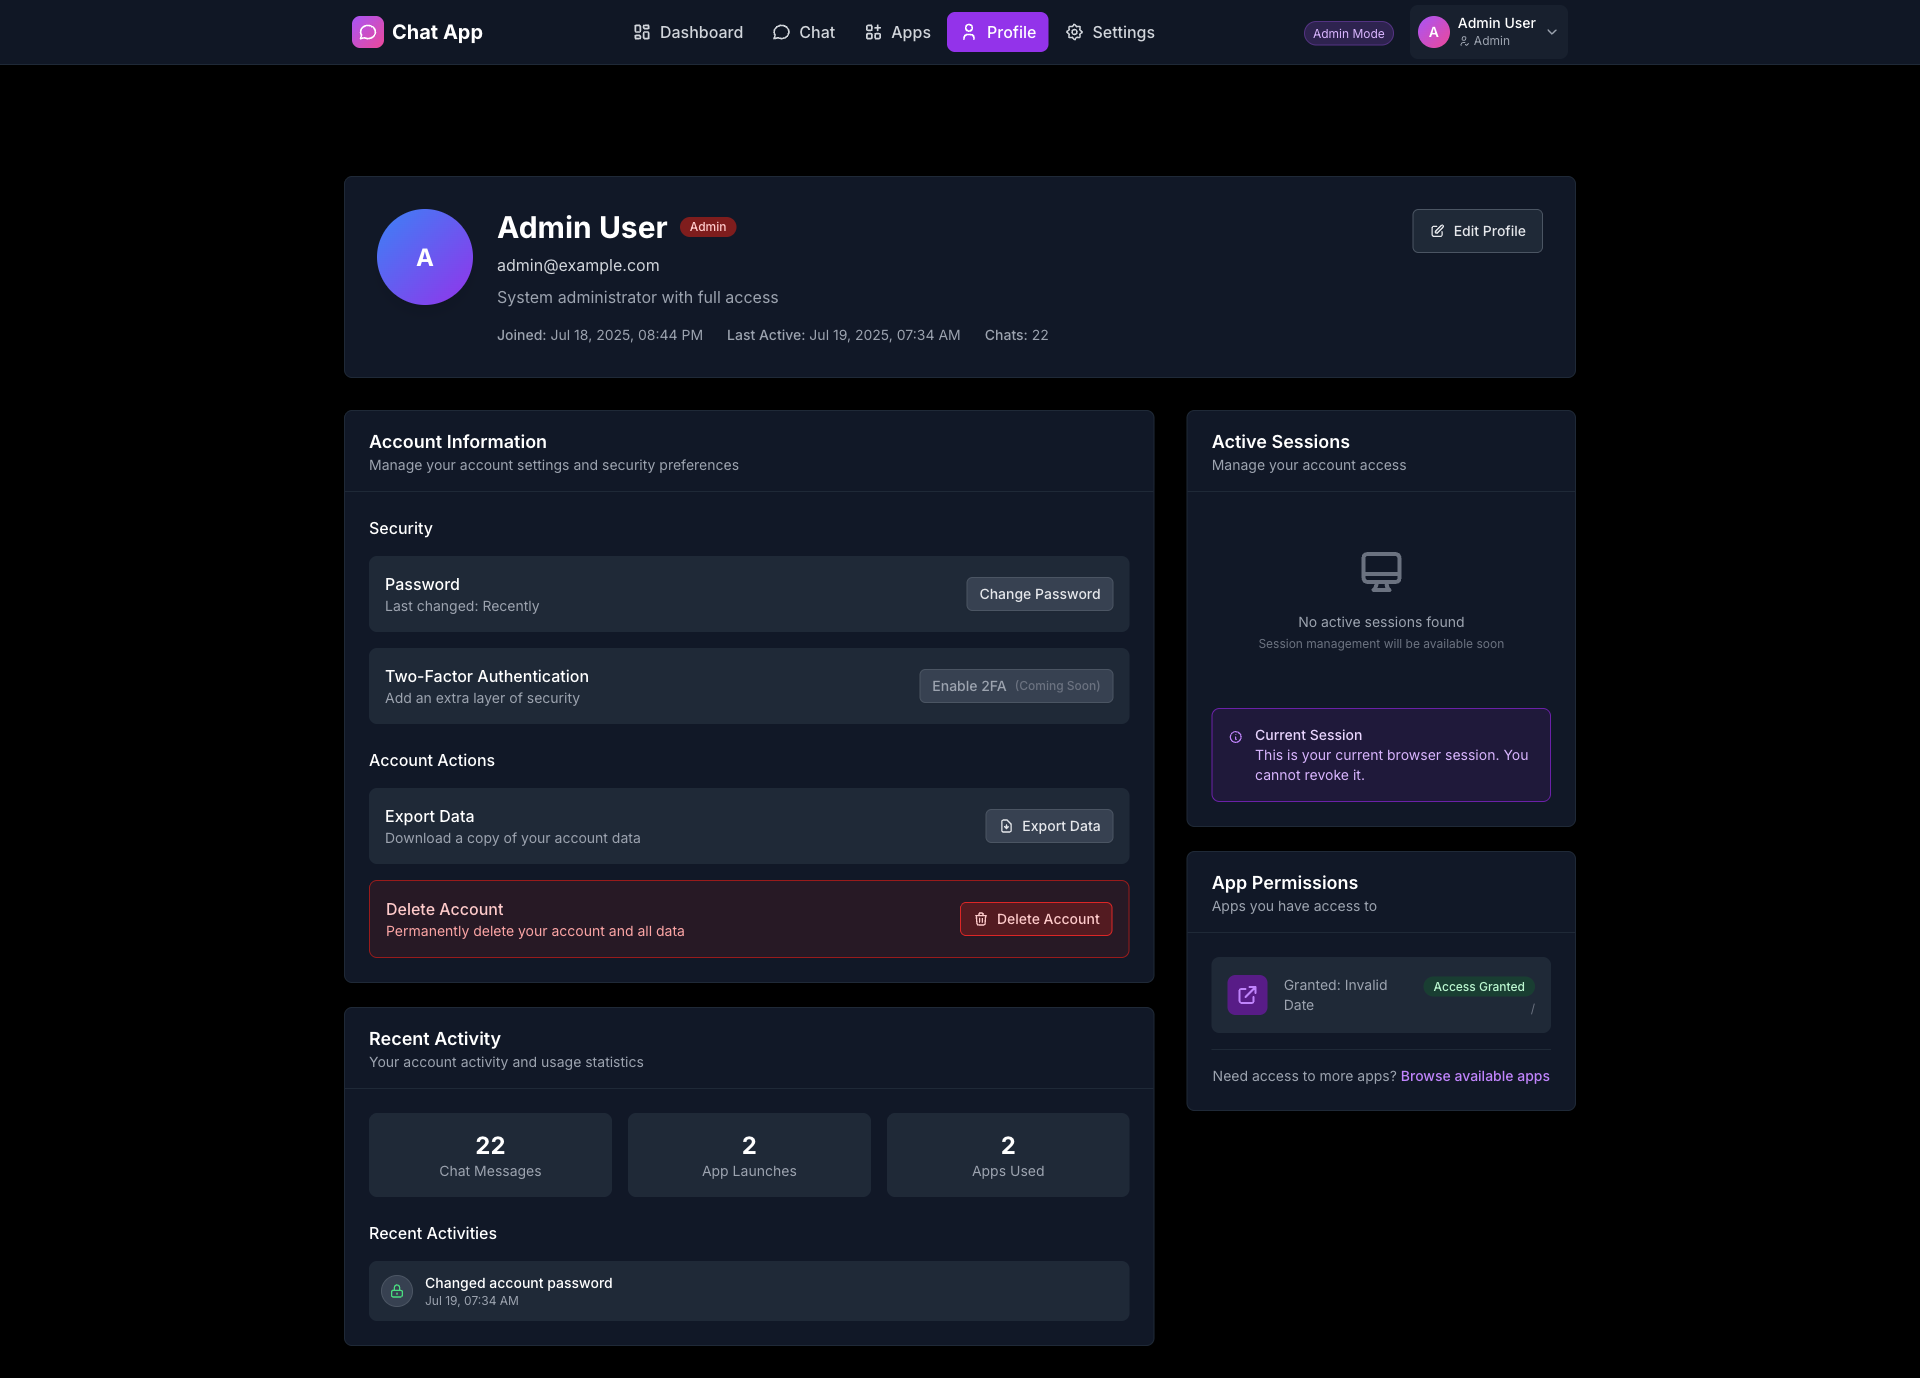 Chat App
Dashboard
Chat
Apps
Profile
Settings
Admin Mode
A
Admin User
Admin
A
Admin User
Admin
admin@example.com
System administrator with full access
Joined: Jul 18, 2025, 08:44 PM
Last Active: Jul 19, 2025, 07:34 AM
Chats: 22
Edit Profile
Account Information
Manage your account settings and security preferences
Security
Password
Last changed: Recently
Change Password
Two-Factor Authentication
Add an extra layer of security
Enable 2FA (Coming Soon)
Account Actions
Export Data
Download a copy of your account data
Export Data
Delete Account
Permanently delete your account and all data
Delete Account
Recent Activity
Your account activity and usage statistics
22
Chat Messages
2
App Launches
2
Apps Used
Recent Activities
Changed account password
Jul 19, 07:34 AM
Active Sessions
Manage your account access
No active sessions found
Session management will be available soon
Current Session
This is your current browser session. You
cannot revoke it.
App Permissions
Apps you have access to
Granted: Invalid
Date
Access Granted
/
Need access to more apps? Browse available apps